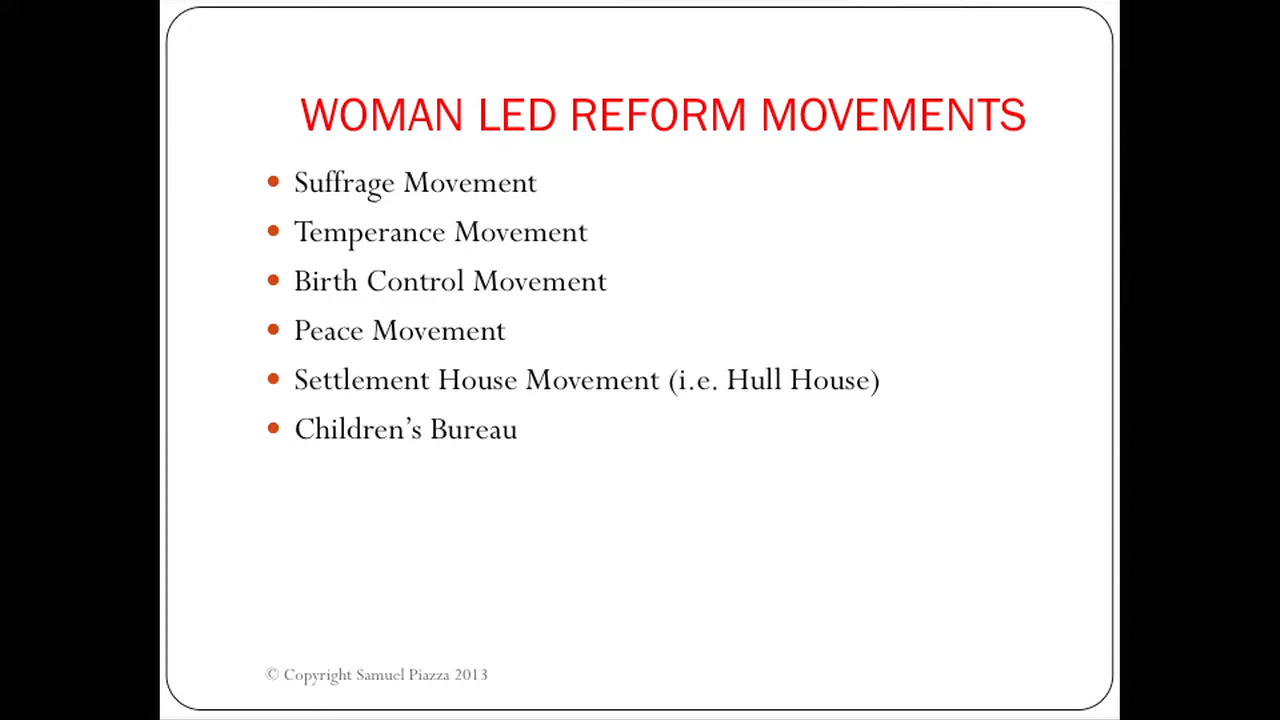 WOMAN LED REFORM MOVEMENTS
• Suffrage Movement
• Temperance Movement
• Birth Control Movement
• Peace Movement
• Settlement House Movement (i.e. Hull House)
• Children’s Bureau
© Copyright Samuel Piazza 2013